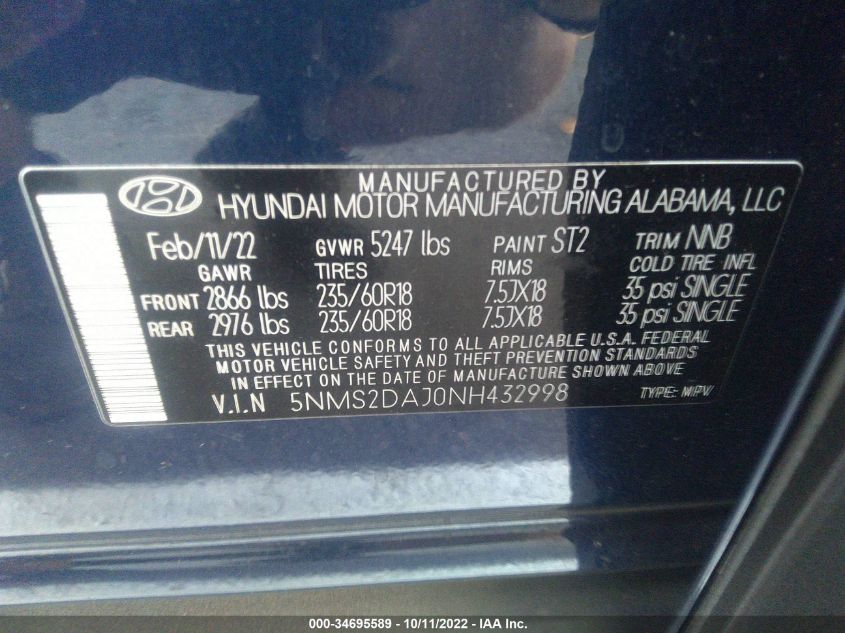 MANUFACTURED BY
HYUNDAI MOTOR MANUFACTURING ALABAMA, LLC
Feb/11/22 GVWR 5247 lbs PAINT ST2 TRIM NNB
GAWR TIRES RIMS COLD TIRE INFL
FRONT 2866 lbs 235/60R18 7.5JX18 35 psi SINGLE
REAR 2976 lbs 235/60R18 7.5JX18 35 psi SINGLE
THIS VEHICLE CONFORMS TO ALL APPLICABLE U.S.A. FEDERAL
MOTOR VEHICLE SAFETY AND THEFT PREVENTION STANDARDS
IN EFFECT ON THE DATE OF MANUFACTURE SHOWN ABOVE
V.I.N 5NMS2DAJ0NH432998 TYPE: MPV
000-34695589 - 10/11/2022 - IAA Inc.